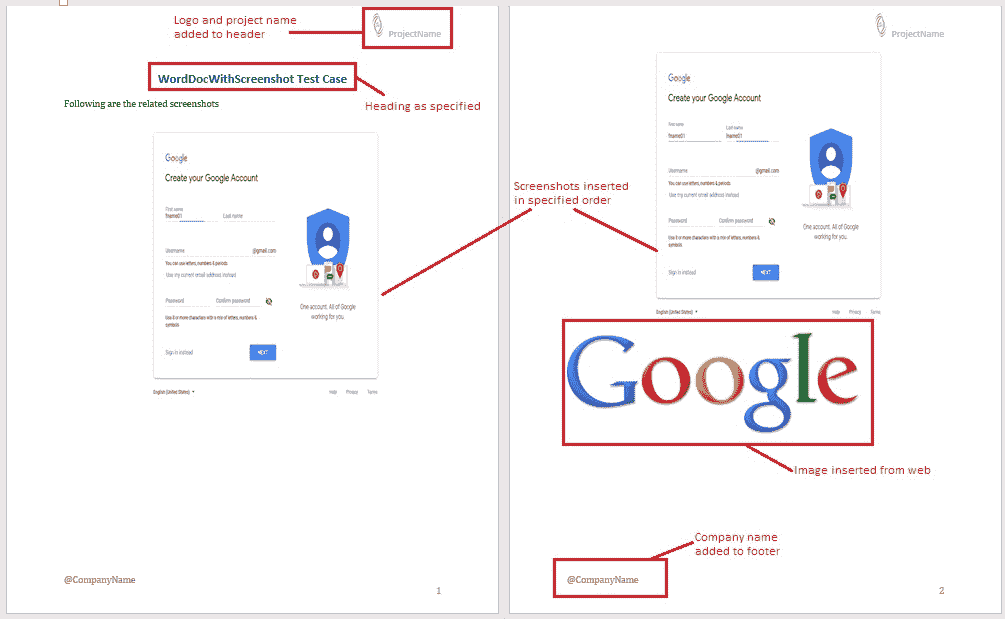 Logo and project name
added to header
ProjectName
WordDocWithScreenshot Test Case
Heading as specified
Following are the related screenshots
Google
Create your Google Account
First name
fname01
Last name
Username
@gmail.com
You can use letters, numbers & periods.
Use my current email address instead
Password
Confirm password
Use 8 or more characters with a mix of letters, numbers &
symbols
Sign in instead
NEXT
One account. All of Google
working for you.
English (United States)
Help
Privacy
Terms
@CompanyName
1
Screenshots inserted
in specified order
ProjectName
Google
Create your Google Account
First name
fname01
Last name
lname01
Username
@gmail.com
You can use letters, numbers & periods.
Use my current email address instead
Password
Confirm password
Use 8 or more characters with a mix of letters, numbers &
symbols
Sign in instead
NEXT
One account. All of Google
working for you.
English (United States)
Help
Privacy
Terms
Google
Image inserted from web
Company name
added to footer
@CompanyName
2